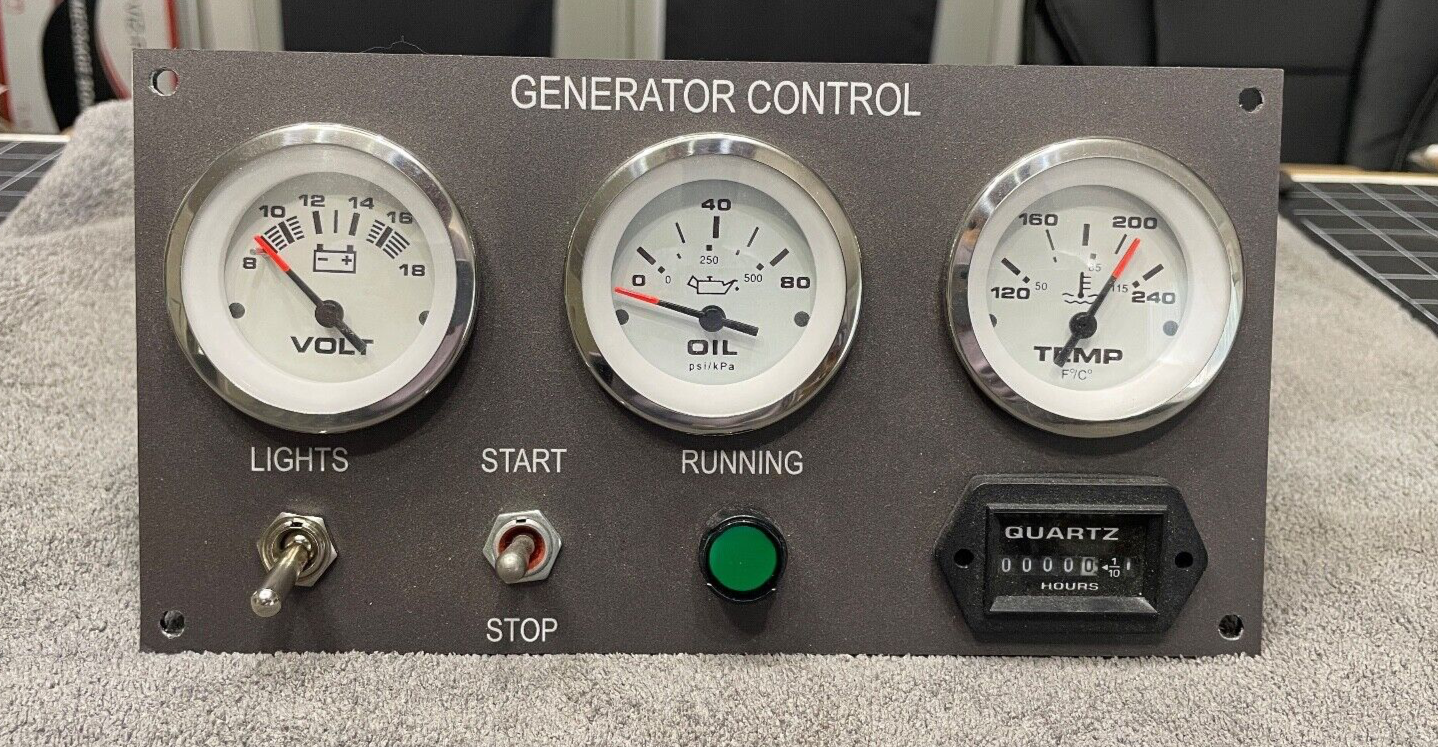 GENERATOR CONTROL
8 10 12 14 16 18
VOLT
0 40 80
0 250 500
OIL
psi/kPa
120 160 200 240
50 85 115
TEMP
F°/C°
LIGHTS
START
STOP
RUNNING
QUARTZ
00000 1/10
HOURS